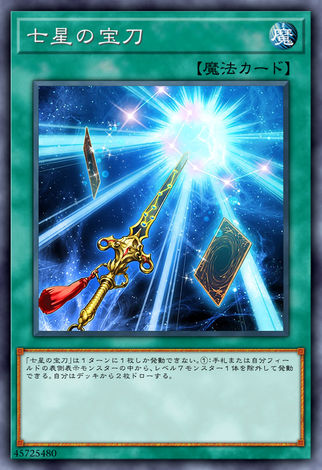 七星の宝刀
魔
【魔法カード】
「七星の宝刀」は1ターンに1枚しか発動できない。①:手札または自分フィー
ルドの表側表示モンスターの中から、レベル7モンスター1体を除外して発動
できる。自分はデッキから2枚ドローする。
45725480